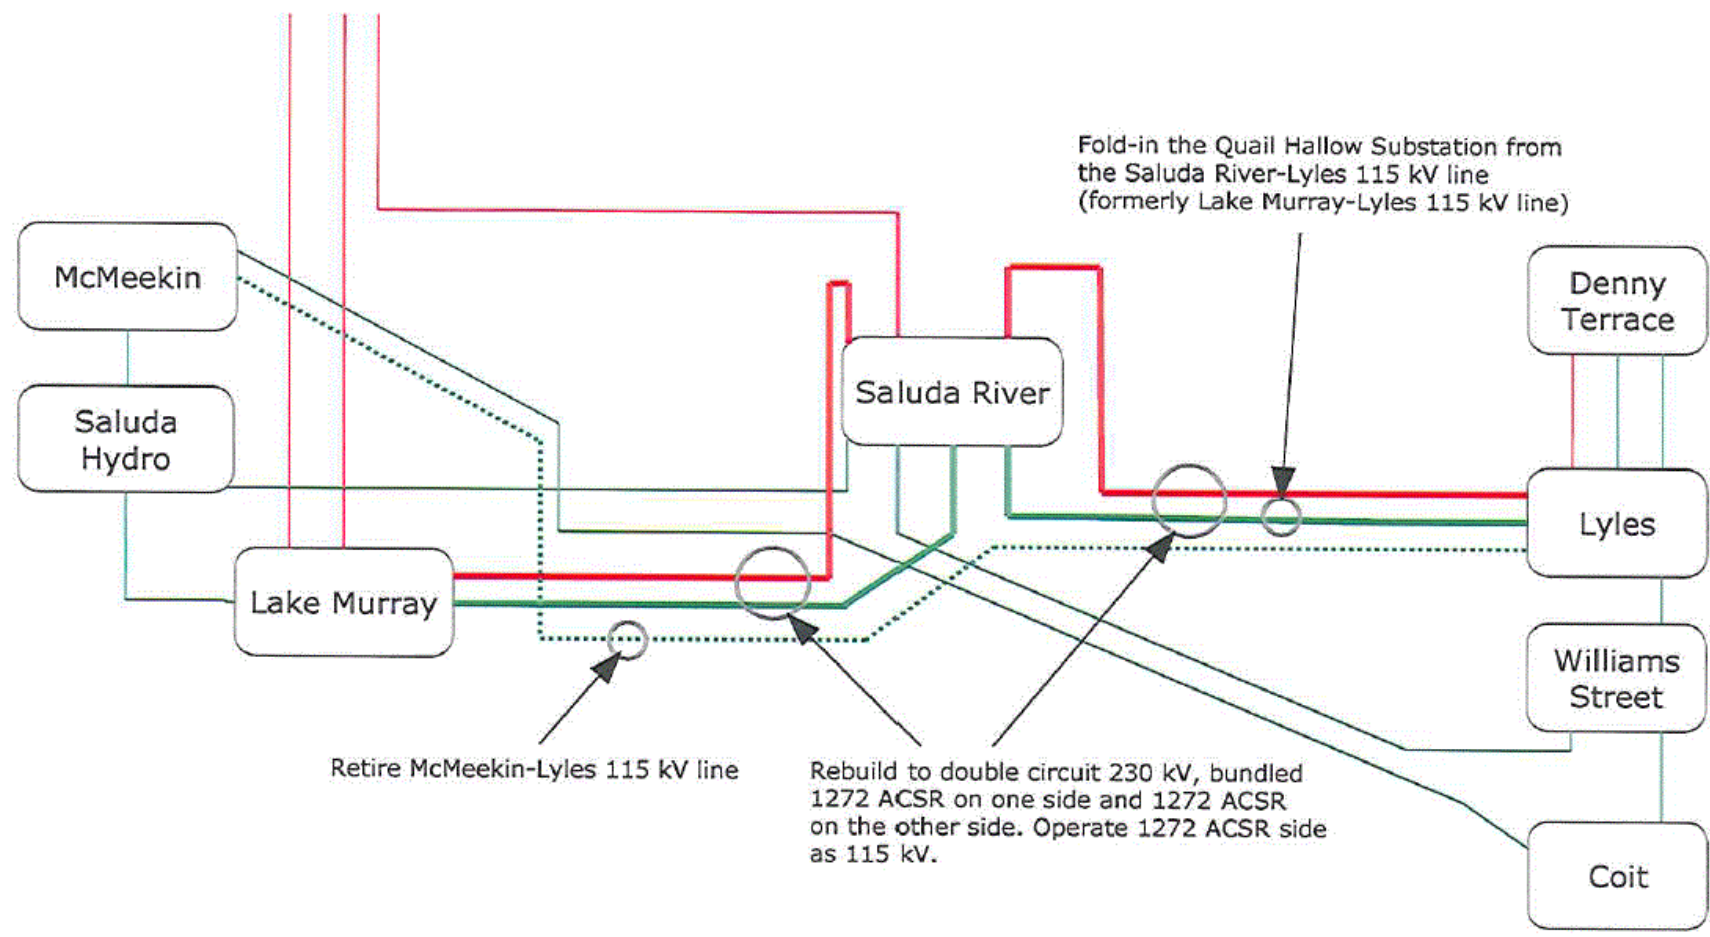 Fold-in the Quail Hallow Substation from
the Saluda River-Lyles 115 kV line
(formerly Lake Murray-Lyles 115 kV line)
McMeekin
Denny
Terrace
Saluda River
Saluda
Hydro
Lyles
Lake Murray
Williams
Street
Retire McMeekin-Lyles 115 kV line
Rebuild to double circuit 230 kV, bundled
1272 ACSR on one side and 1272 ACSR
on the other side. Operate 1272 ACSR side
as 115 kV.
Coit